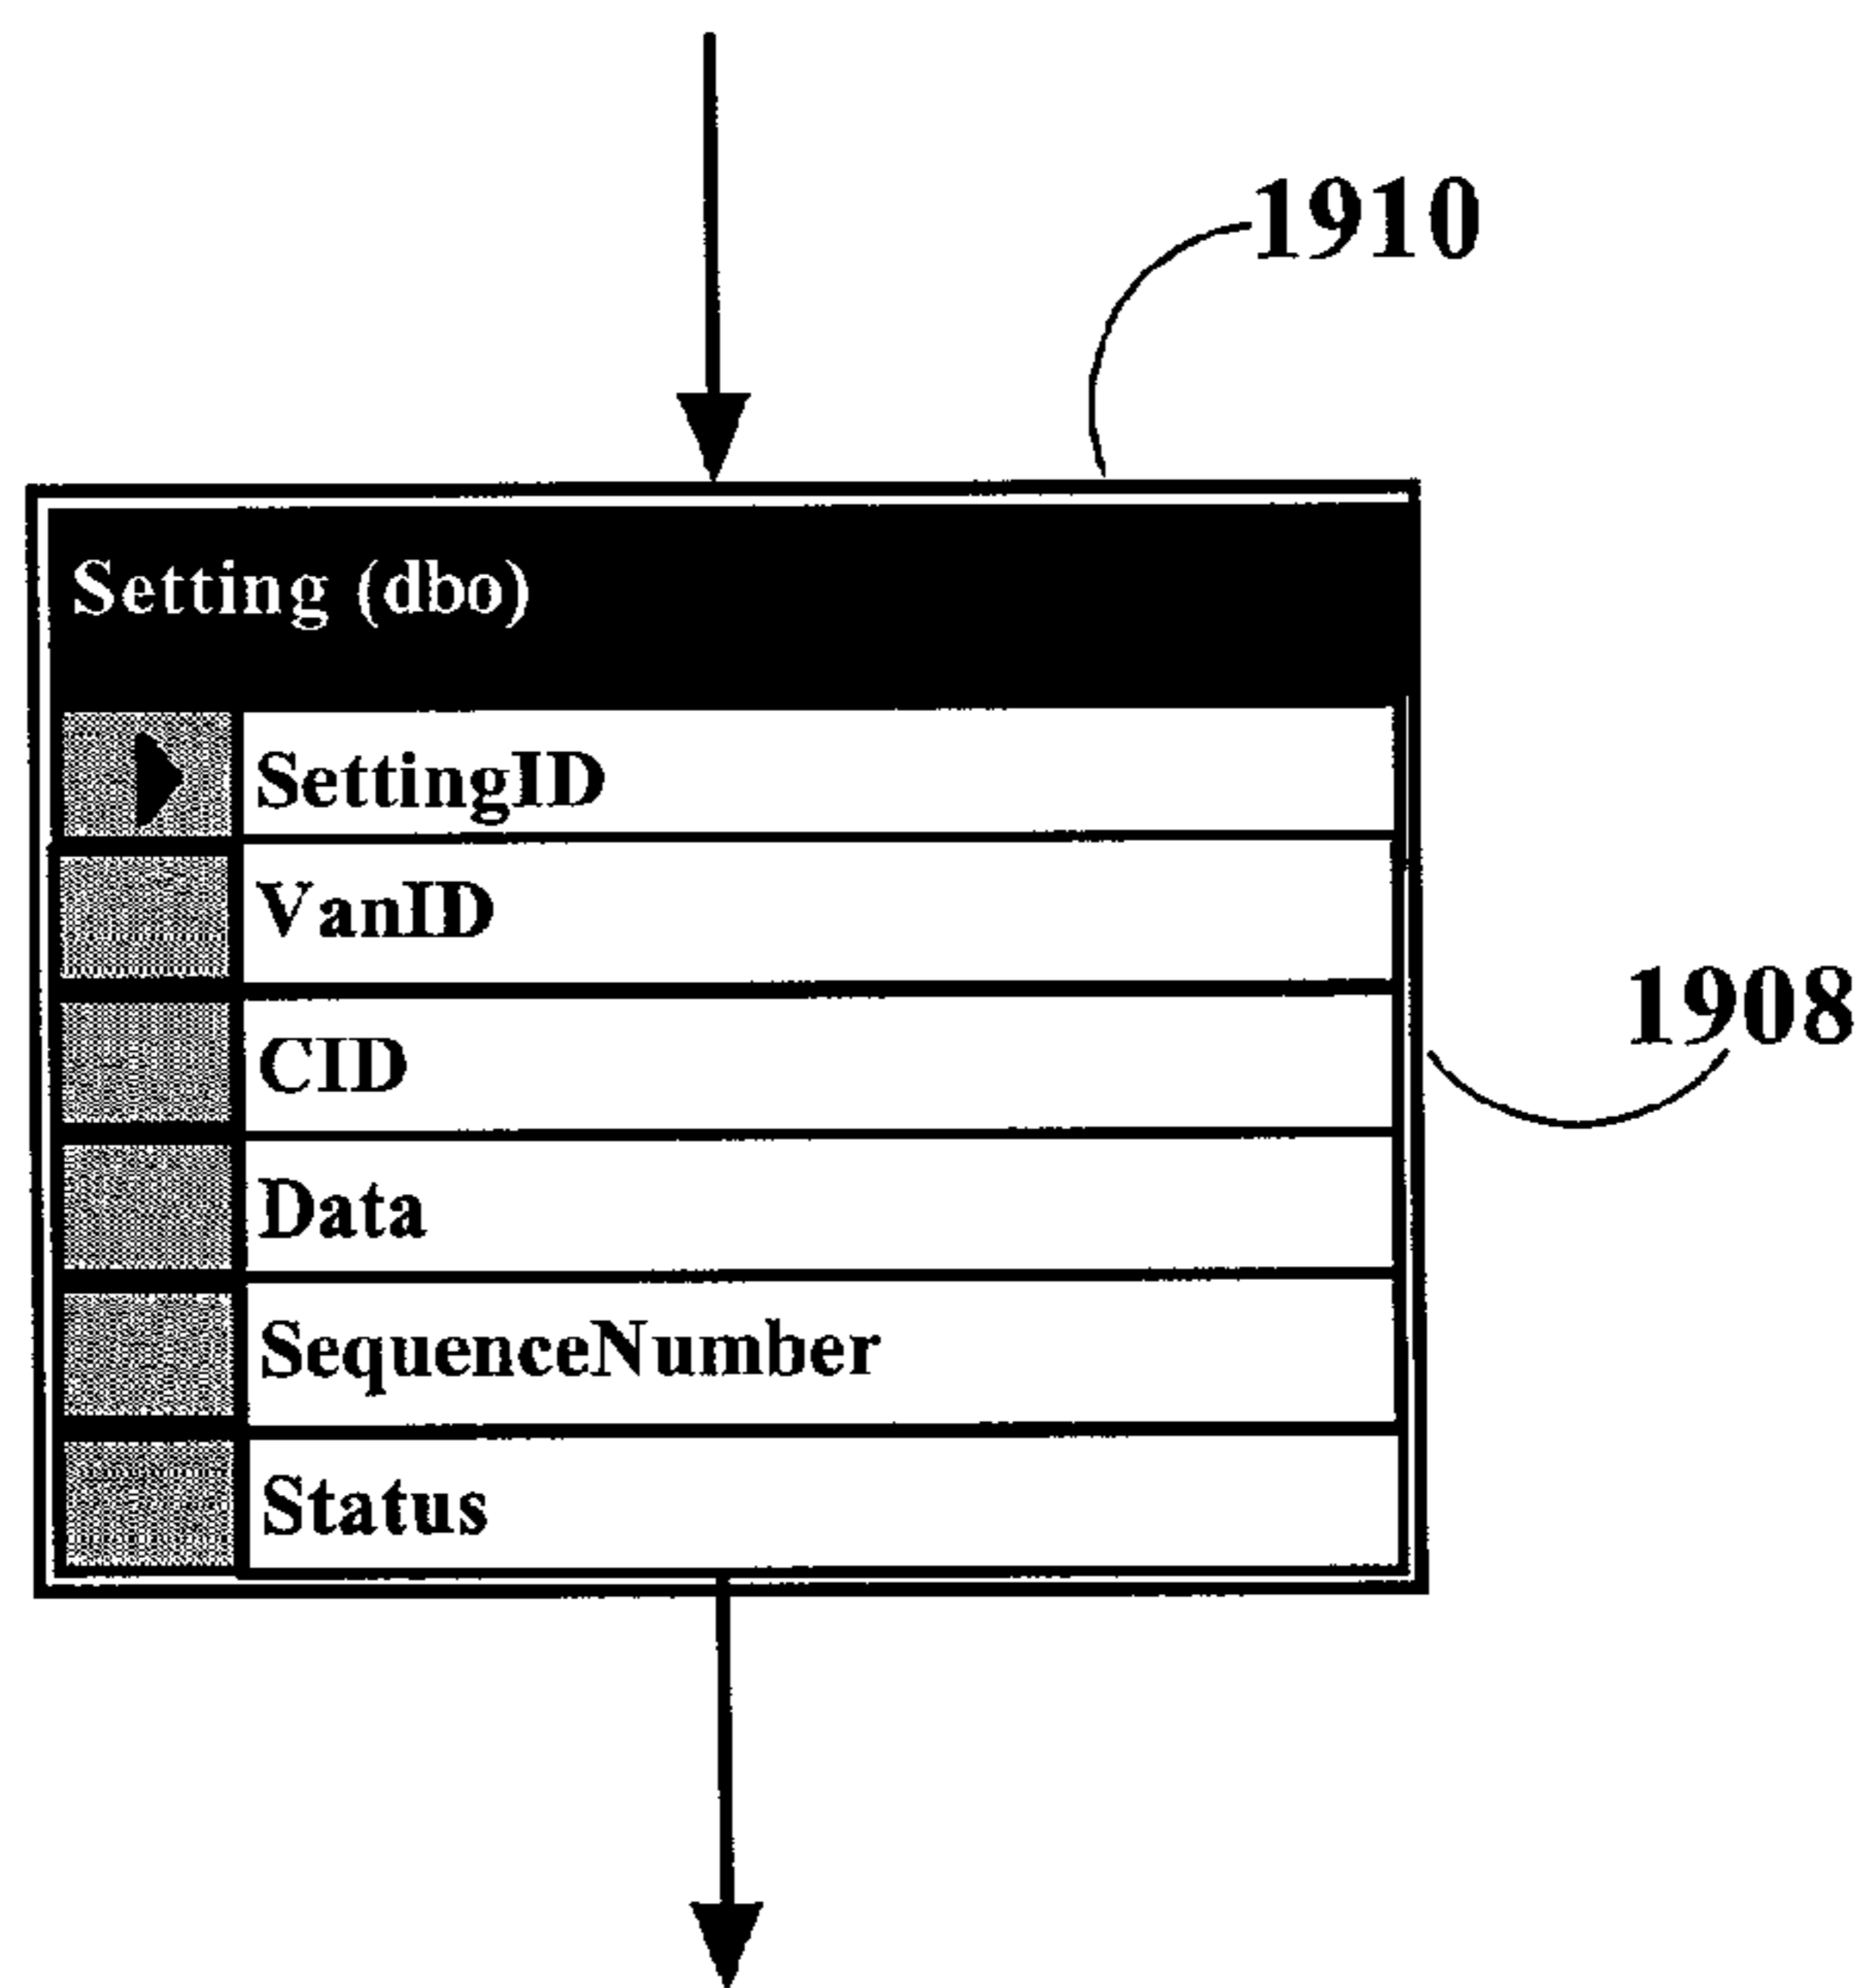 1910
Setting (dbo)
SettingID
VanID
CID
1908
Data
SequenceNumber
Status